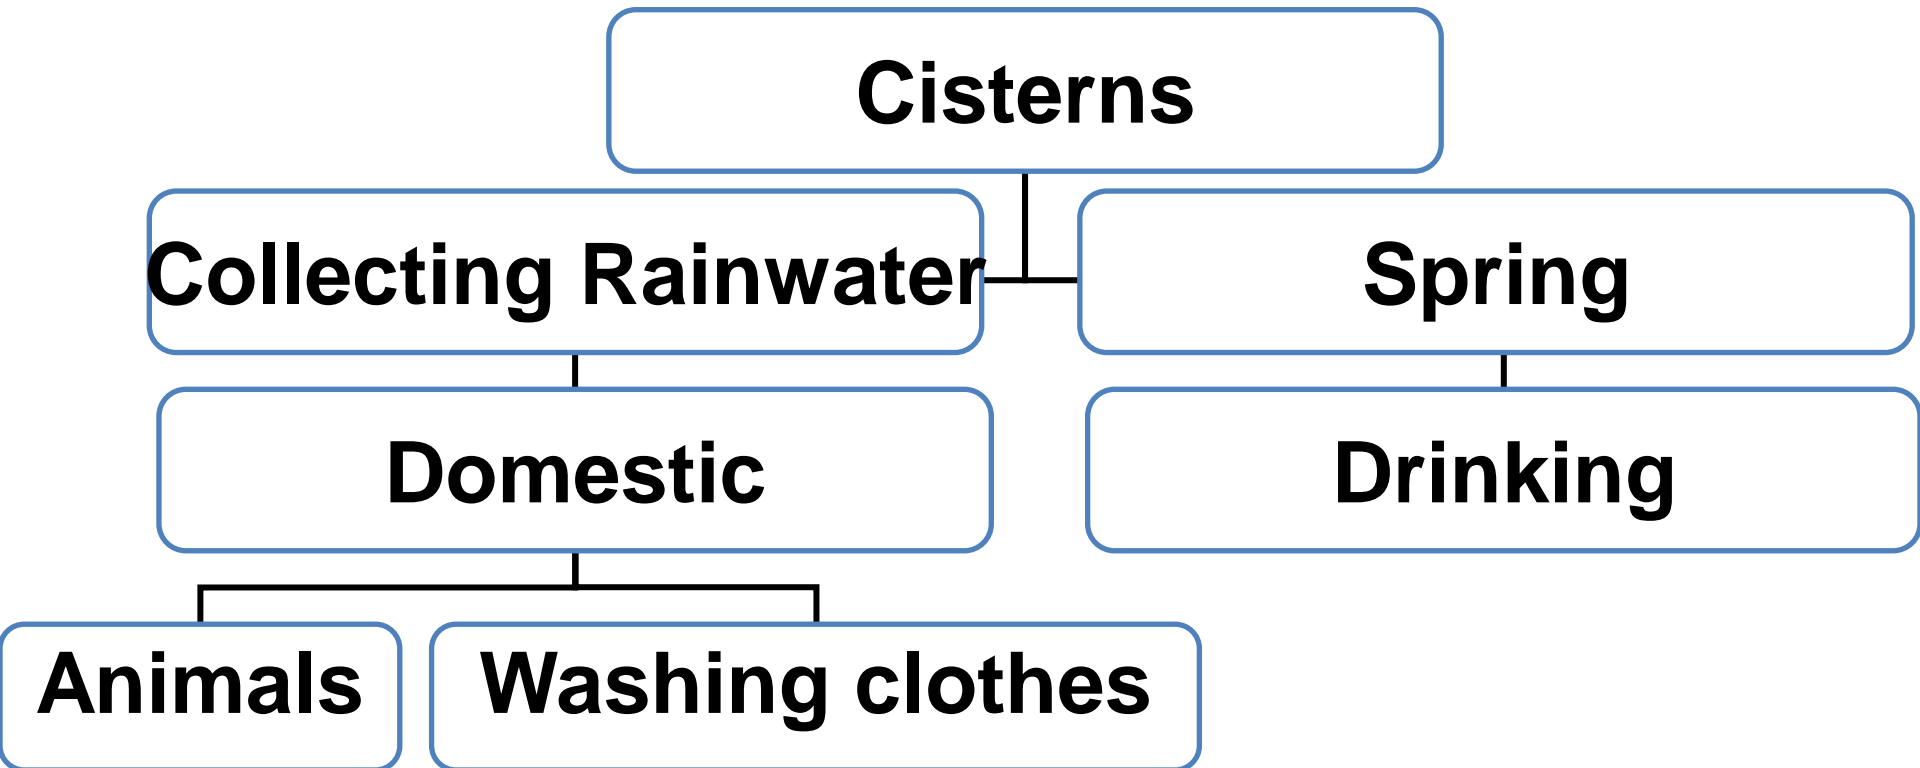 Cisterns
Collecting Rainwater
Spring
Domestic
Drinking
Animals
Washing clothes